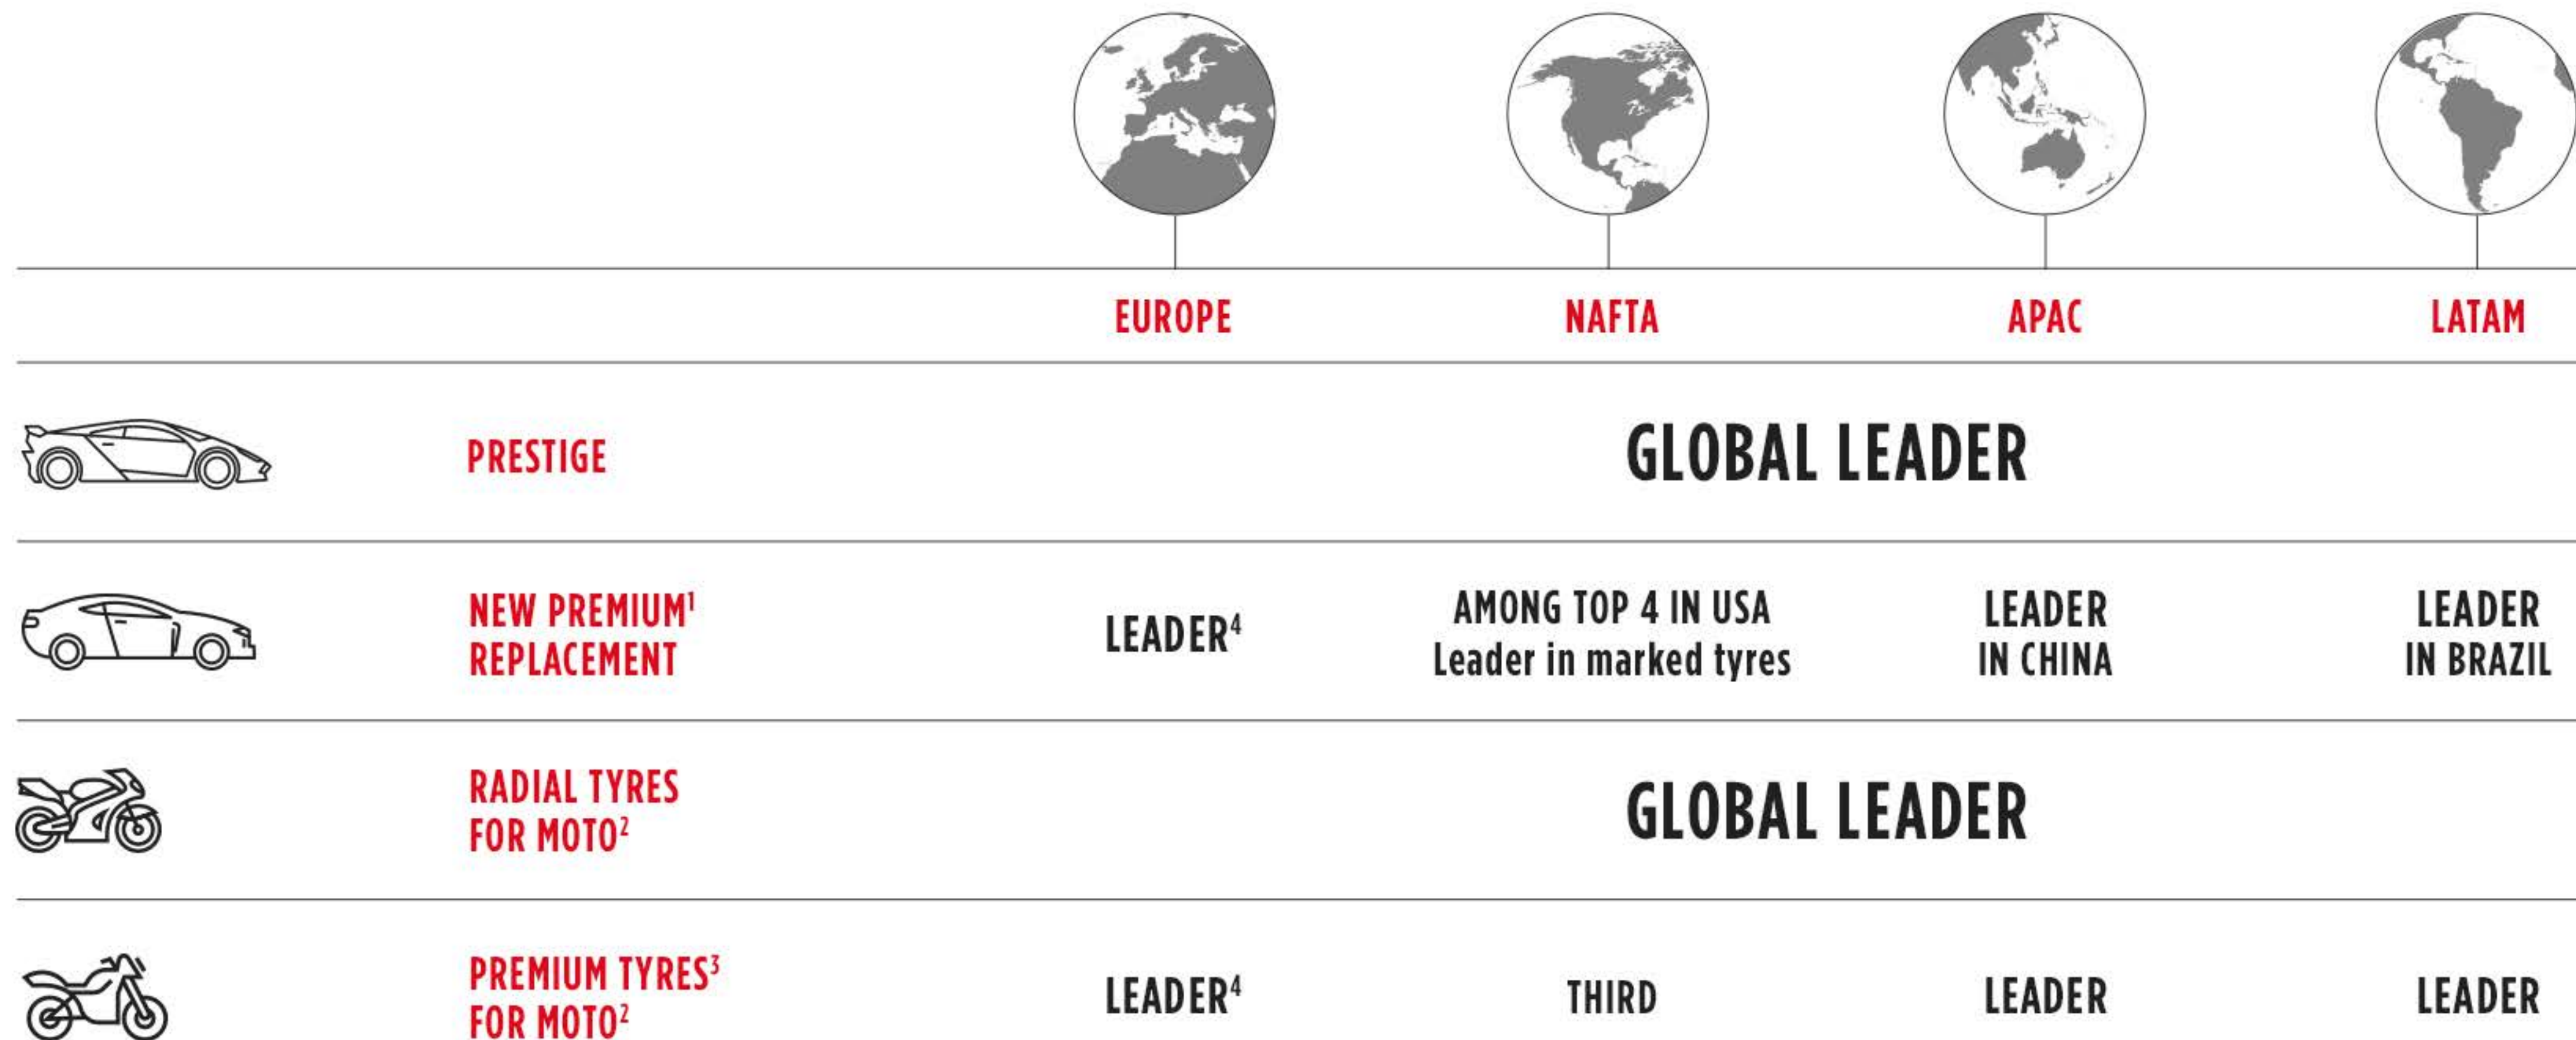 EUROPE NAFTA APAC LATAM
PRESTIGE GLOBAL LEADER
NEW PREMIUM¹
REPLACEMENT
LEADER⁴
AMONG TOP 4 IN USA
Leader in marked tyres
LEADER
IN CHINA
LEADER
IN BRAZIL
RADIAL TYRES
FOR MOTO²
GLOBAL LEADER
PREMIUM TYRES³
FOR MOTO²
LEADER⁴
THIRD
LEADER
LEADER